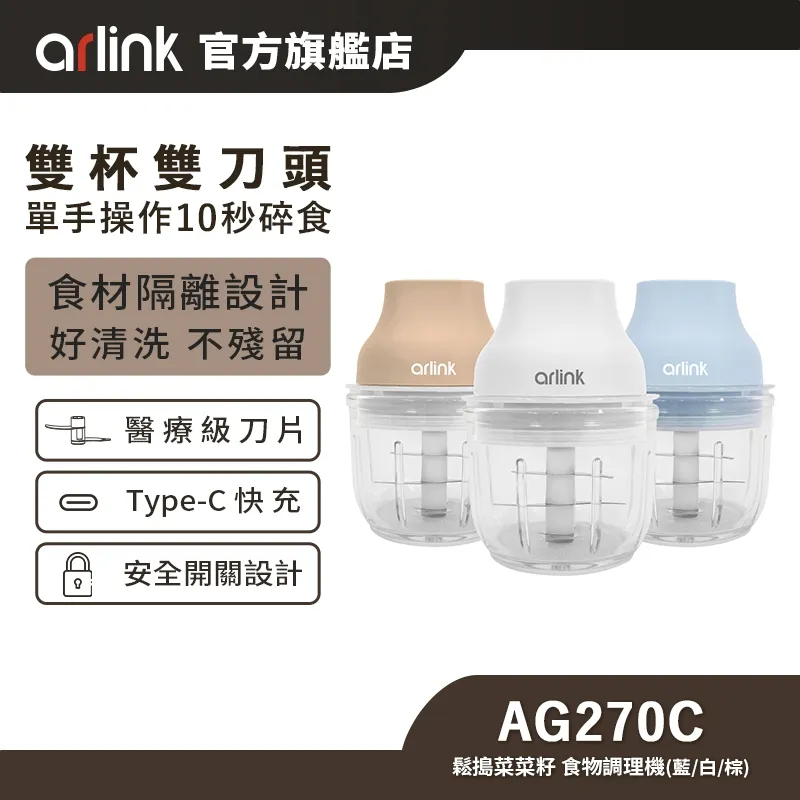 arlink 官方旗艦店
雙杯雙刀頭
單手操作10秒碎食
食材隔離設計
好清洗 不殘留
醫療級刀片
Type-C 快充
安全開關設計
arlink
arlink
arlink
AG270C
鬆搗菜菜籽 食物調理機(藍/白/棕)